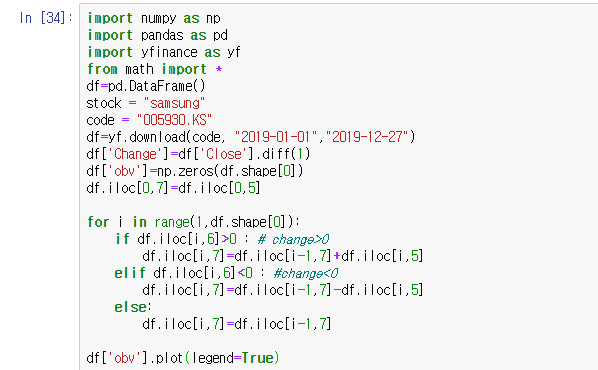 In [34]:
import numpy as np
import pandas as pd
import yfinance as yf
from math import *
df=pd.DataFrame()
stock = "samsung"
code = "005930.KS"
df=yf.download(code, "2019-01-01","2019-12-27")
df['Change']=df['Close'].diff(1)
df['obv']=np.zeros(df.shape[0])
df.iloc[0,7]=df.iloc[0,5]

for i in range(1,df.shape[0]):
    if df.iloc[i,6]>0 : # change>0
        df.iloc[i,7]=df.iloc[i-1,7]+df.iloc[i,5]
    elif df.iloc[i,6]<0 : #change<0
        df.iloc[i,7]=df.iloc[i-1,7]-df.iloc[i,5]
    else:
        df.iloc[i,7]=df.iloc[i-1,7]

df['obv'].plot(legend=True)